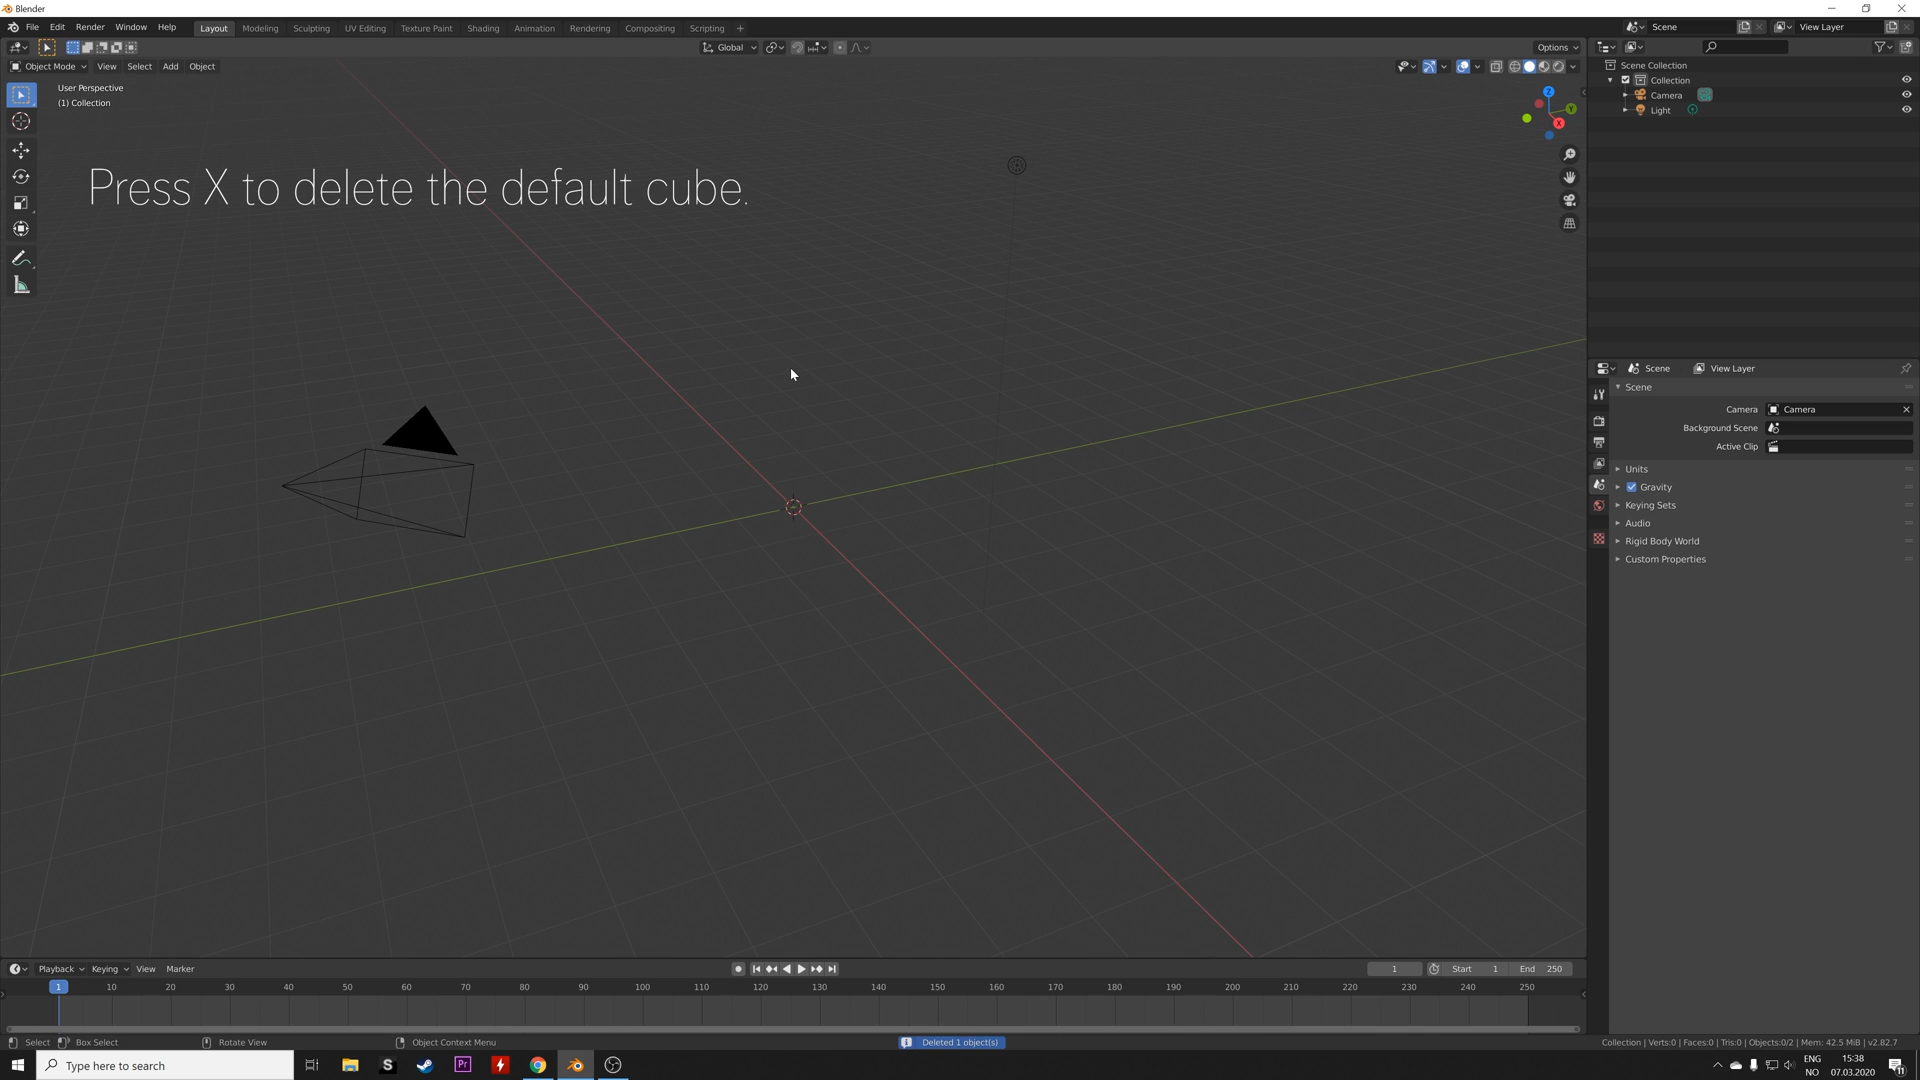 Blender
File Edit Render Window Help Layout Modeling Sculpting UV Editing Texture Paint Shading Animation Rendering Compositing Scripting + Scene View Layer
Global Options
Object Mode View Select Add Object
User Perspective
(1) Collection
Press X to delete the default cube.
Z
Y
X
Scene Collection
Collection
Camera
Light
Scene View Layer
Scene
Camera Camera
Background Scene
Active Clip
Units
Gravity
Keying Sets
Audio
Rigid Body World
Custom Properties
Playback Keying View Marker 1 Start 1 End 250
1 10 20 30 40 50 60 70 80 90 100 110 120 130 140 150 160 170 180 190 200 210 220 230 240 250
Select Box Select Rotate View Object Context Menu Deleted 1 object(s) Collection | Verts:0 | Faces:0 | Tris:0 | Objects:0/2 | Mem: 42.5 MiB | v2.82.7
Type here to search S Pr ENG 15:38
NO 07.03.2020 11